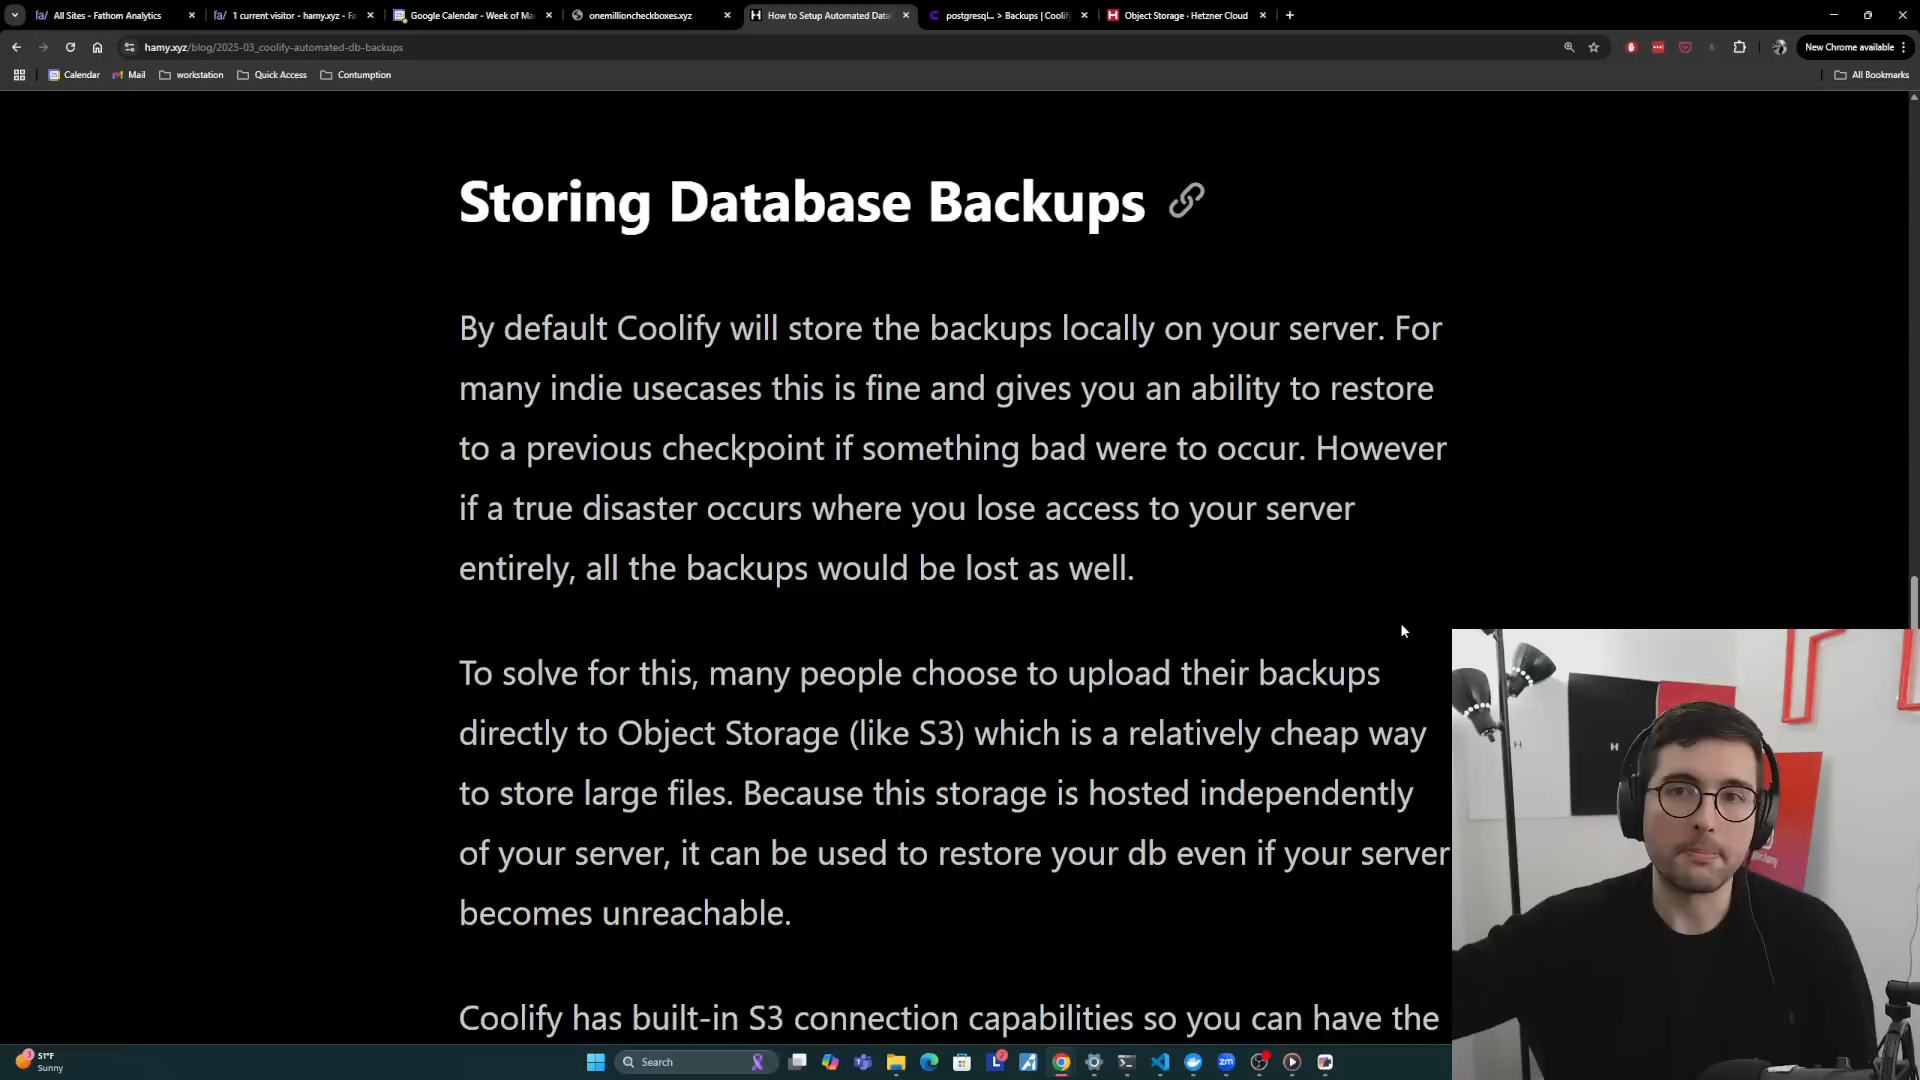 All Sites - Fathom Analytics
1 current visitor - hamy.xyz - Fa
Google Calendar - Week of Ma
onemillioncheckboxes.xyz
How to Setup Automated Data
postgresql... > Backups | Coolify
Object Storage · Hetzner Cloud
hamy.xyz/blog/2025-03_coolify-automated-db-backups
New Chrome available
Calendar
Mail
workstation
Quick Access
Contumption
All Bookmarks
Storing Database Backups
By default Coolify will store the backups locally on your server. For
many indie usecases this is fine and gives you an ability to restore
to a previous checkpoint if something bad were to occur. However
if a true disaster occurs where you lose access to your server
entirely, all the backups would be lost as well.
To solve for this, many people choose to upload their backups
directly to Object Storage (like S3) which is a relatively cheap way
to store large files. Because this storage is hosted independently
of your server, it can be used to restore your db even if your server
becomes unreachable.
Coolify has built-in S3 connection capabilities so you can have the
H
H
51°F
Sunny
Search